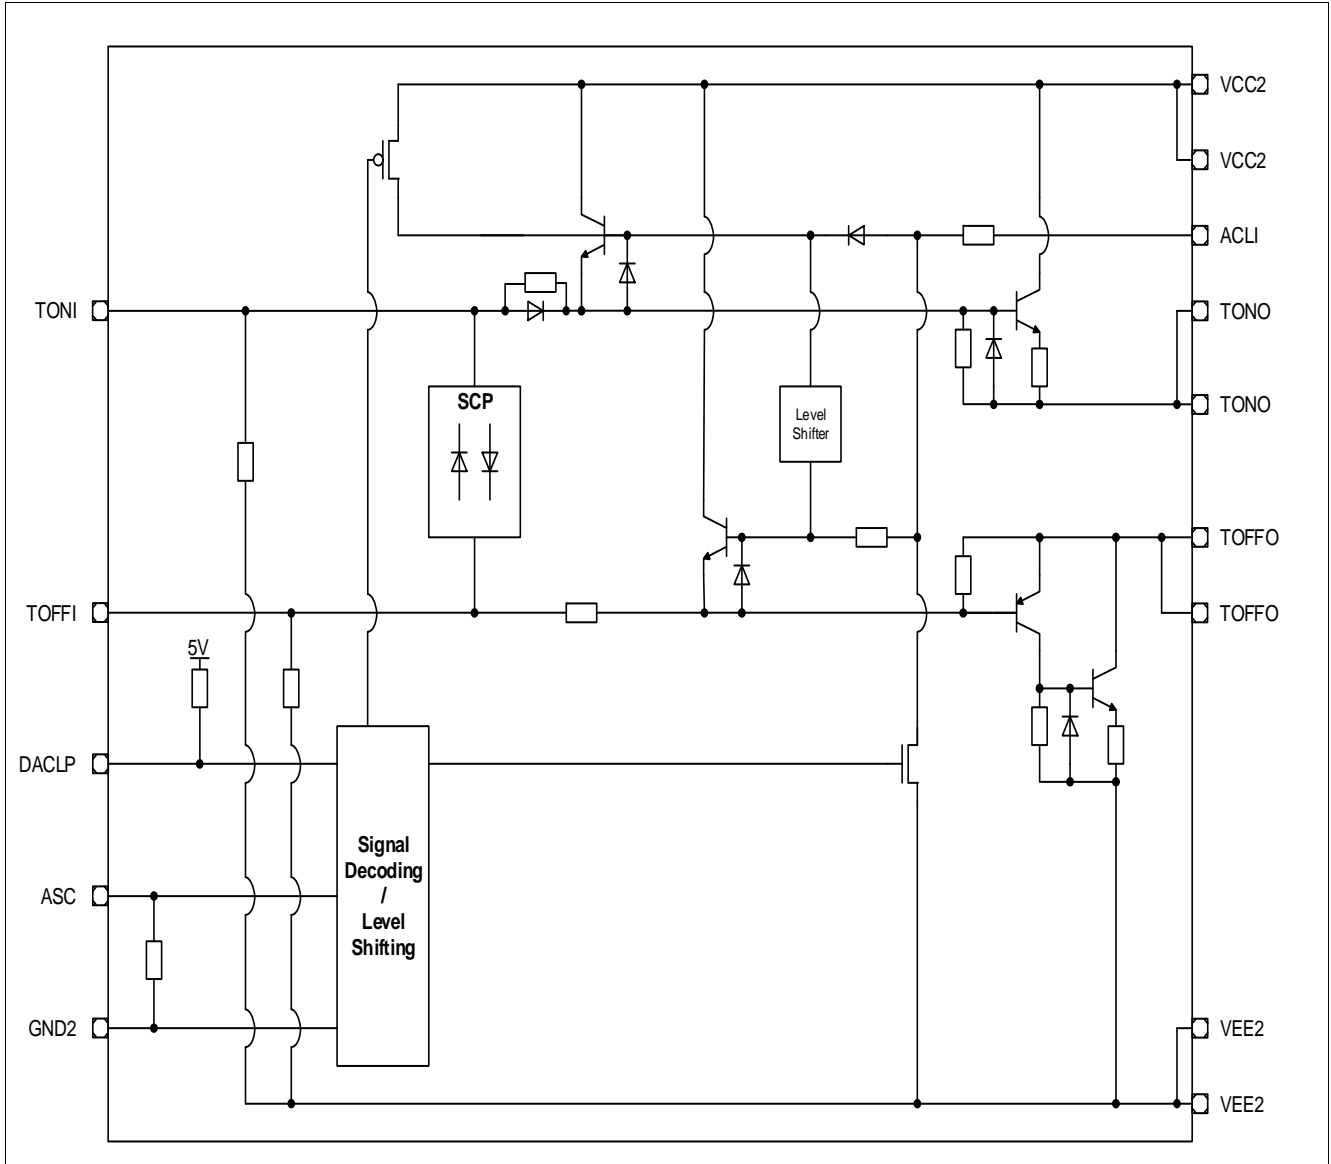 VCC2
VCC2
ACLI
TONI
TONO
SCP
TONO
Level
Shifter
TOFFO
TOFFI
TOFFO
5V
DACLP
Signal
Decoding
/
Level
Shifting
ASC
GND2
VEE2
VEE2